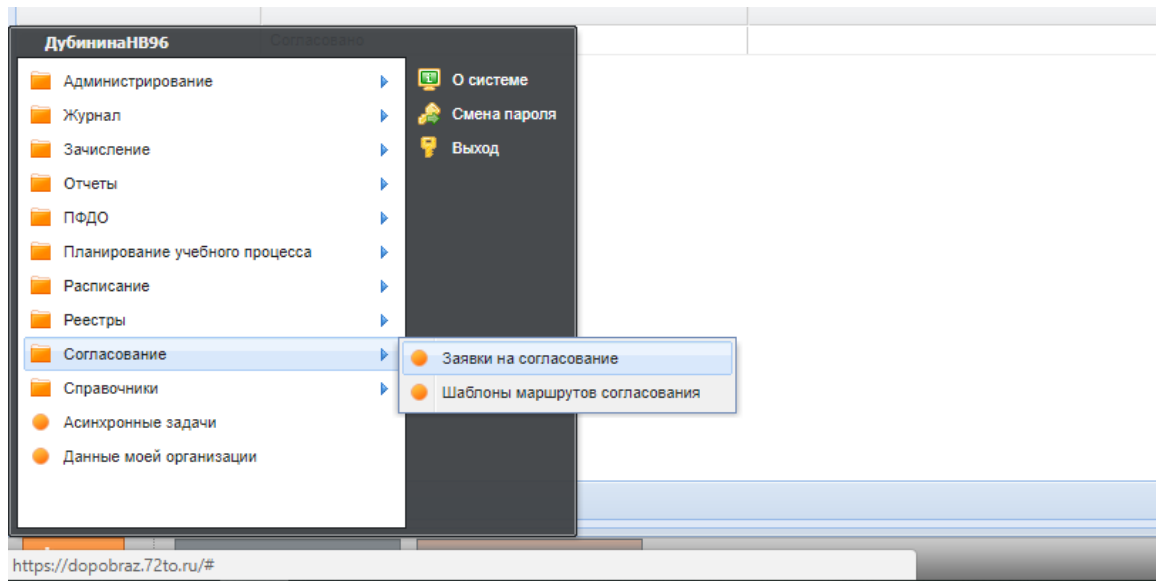 ДубининаНВ96
Согласовано
Администрирование
Журнал
Зачисление
Отчеты
ПФДО
Планирование учебного процесса
Расписание
Реестры
Согласование
Справочники
Асинхронные задачи
Данные моей организации
О системе
Смена пароля
Выход
Заявки на согласование
Шаблоны маршрутов согласования
https://dopobraz.72to.ru/#